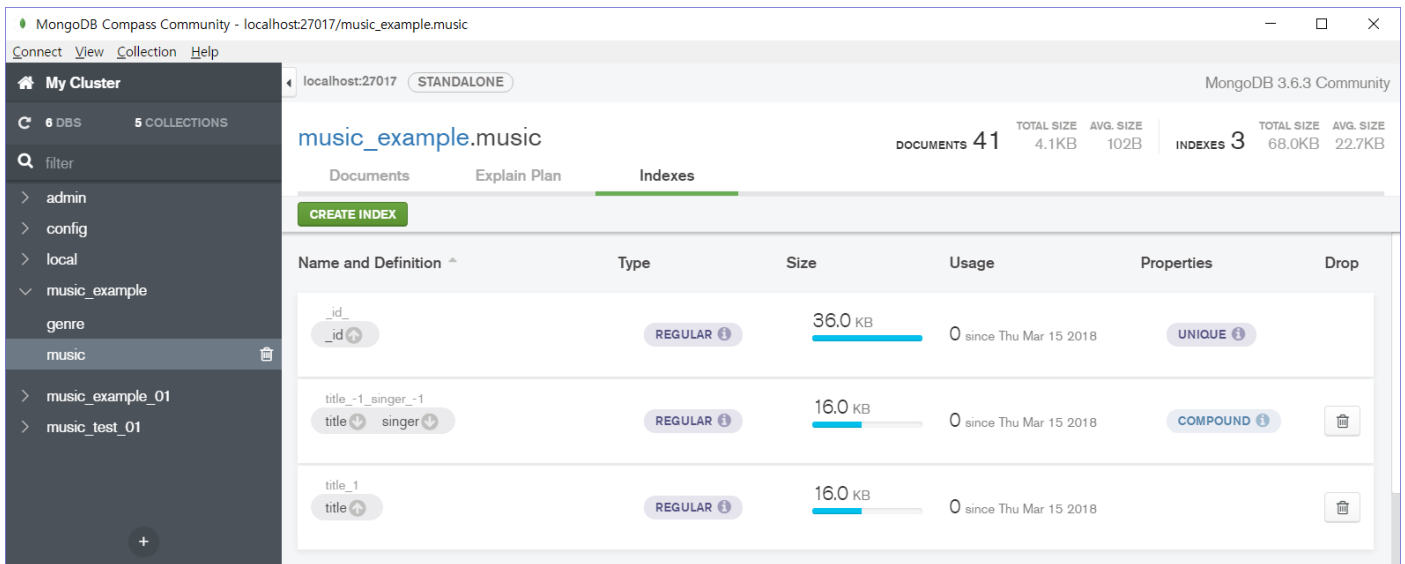 MongoDB Compass Community - localhost:27017/music_example.music
Connect View Collection Help
My Cluster
localhost:27017 STANDALONE MongoDB 3.6.3 Community
6 DBS 5 COLLECTIONS
filter
admin
config
local
music_example
genre
music
music_example_01
music_test_01
+
music_example.music
DOCUMENTS 41 TOTAL SIZE 4.1KB AVG. SIZE 102B INDEXES 3 TOTAL SIZE 68.0KB AVG. SIZE 22.7KB
Documents Explain Plan Indexes
CREATE INDEX
Name and Definition Type Size Usage Properties Drop
_id_
_id REGULAR 36.0 KB 0 since Thu Mar 15 2018 UNIQUE
title_-1_singer_-1
title singer REGULAR 16.0 KB 0 since Thu Mar 15 2018 COMPOUND
title_1
title REGULAR 16.0 KB 0 since Thu Mar 15 2018